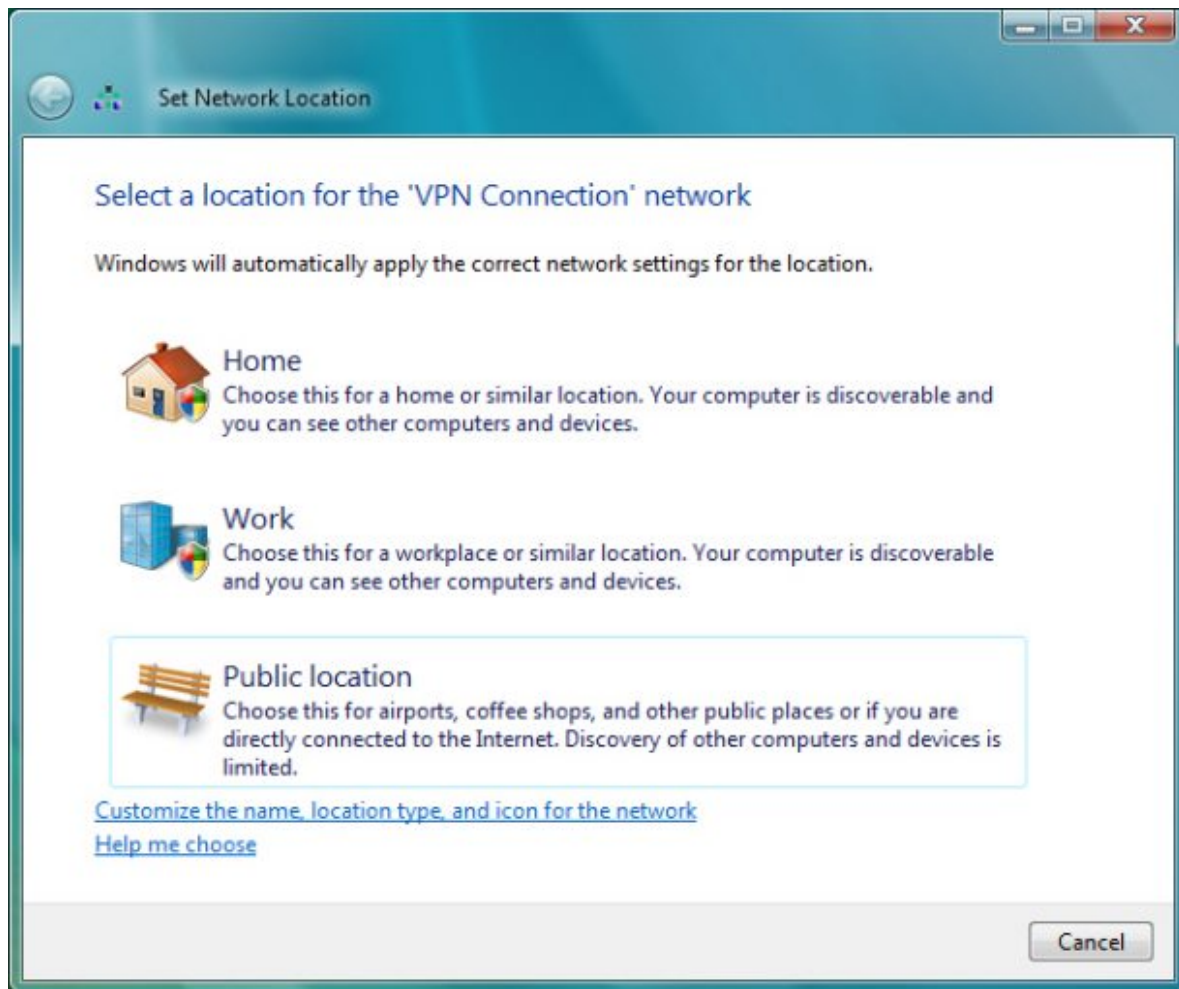 Set Network Location
Select a location for the 'VPN Connection' network
Windows will automatically apply the correct network settings for the location.
Home
Choose this for a home or similar location. Your computer is discoverable and
you can see other computers and devices.
Work
Choose this for a workplace or similar location. Your computer is discoverable
and you can see other computers and devices.
Public location
Choose this for airports, coffee shops, and other public places or if you are
directly connected to the Internet. Discovery of other computers and devices is
limited.
Customize the name, location type, and icon for the network
Help me choose
Cancel